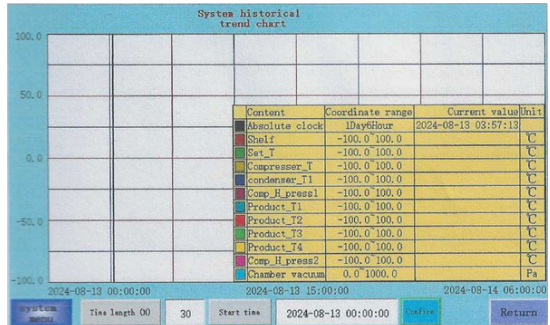 System historical
trend chart
100.0
50.0
0.0
-50.0
-100.0
Content Coordinate range Current value Unit
Absolute clock 1Day6Hour 2024-08-13 03:57:13
Shelf -100.0~100.0 ℃
Set_T -100.0~100.0 ℃
Compresser_T -100.0~100.0 ℃
condenser_T1 -100.0~100.0 ℃
Comp_H_press1 -100.0~100.0 ℃
Product_T1 -100.0~100.0 ℃
Product_T2 -100.0~100.0 ℃
Product_T3 -100.0~100.0 ℃
Product_T4 -100.0~100.0 ℃
Comp_H_press2 -100.0~100.0 ℃
Chamber vacuum 0.0~1000.0 Pa
2024-08-13 00:00:00 2024-08-13 15:00:00 2024-08-14 06:00:00
system menu Time length (H) 30 Start time 2024-08-13 00:00:00 Confirm Return